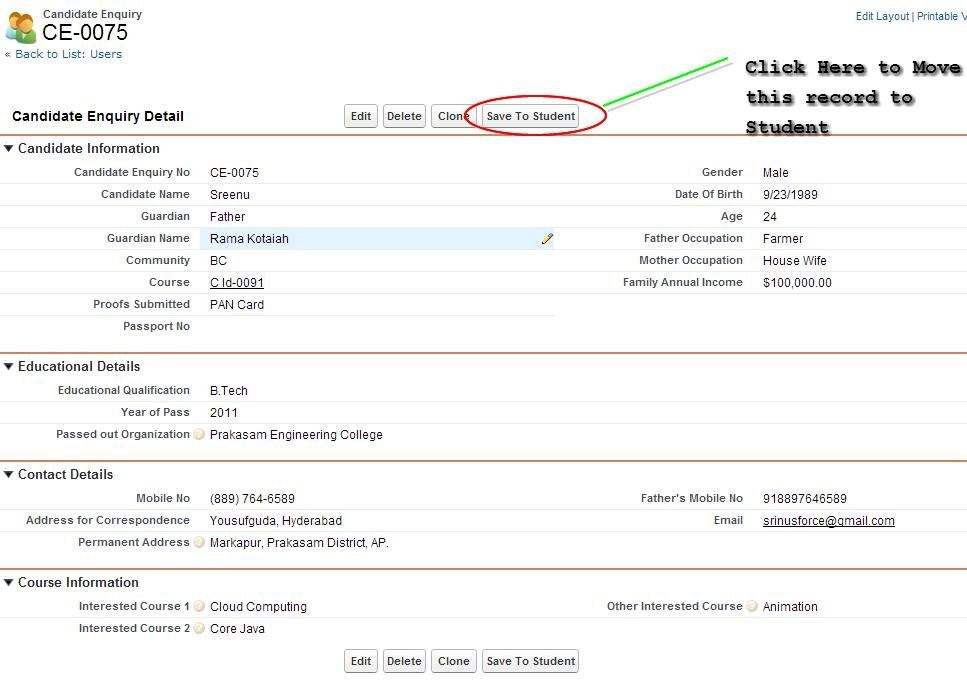 Candidate Enquiry
CE-0075
« Back to List: Users
Edit Layout | Printable V
Click Here to Move
this record to
Student
Candidate Enquiry Detail
Edit Delete Clone Save To Student
Candidate Information
Candidate Enquiry No CE-0075 Gender Male
Candidate Name Sreenu Date Of Birth 9/23/1989
Guardian Father Age 24
Guardian Name Rama Kotaiah Father Occupation Farmer
Community BC Mother Occupation House Wife
Course C Id-0091 Family Annual Income $100,000.00
Proofs Submitted PAN Card
Passport No
Educational Details
Educational Qualification B.Tech
Year of Pass 2011
Passed out Organization Prakasam Engineering College
Contact Details
Mobile No (889) 764-6589 Father's Mobile No 918897646589
Address for Correspondence Yousufguda, Hyderabad Email srinusforce@gmail.com
Permanent Address Markapur, Prakasam District, AP.
Course Information
Interested Course 1 Cloud Computing Other Interested Course Animation
Interested Course 2 Core Java
Edit Delete Clone Save To Student